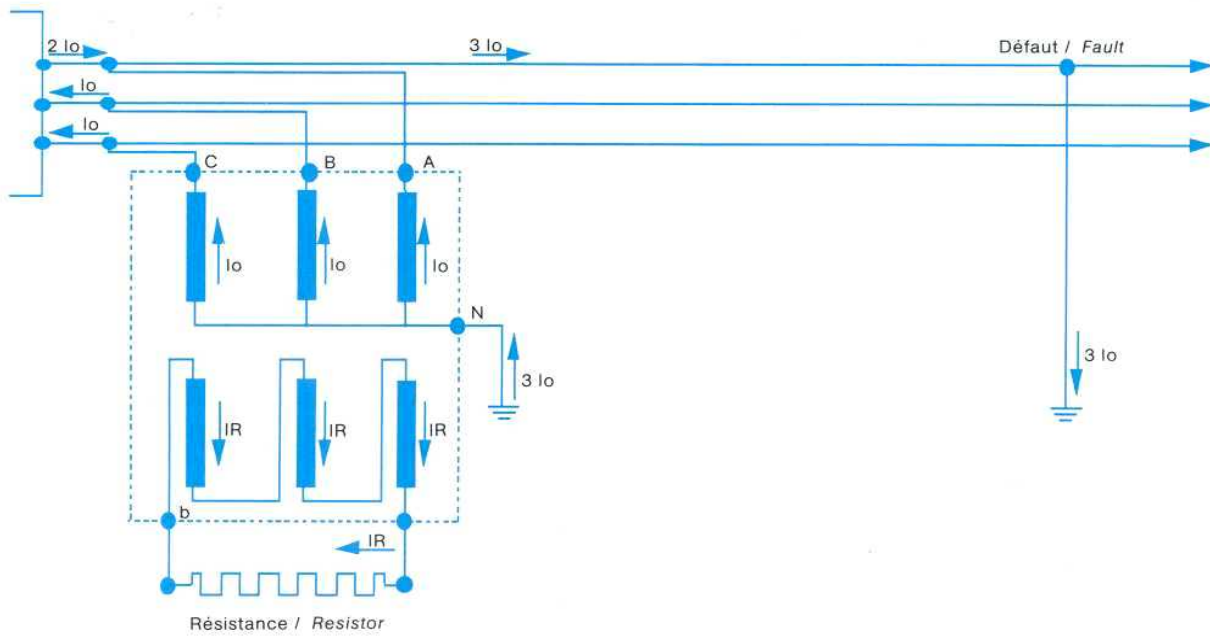 2 Io
3 Io
Défaut / Fault
Io
Io
C
B
A
Io
Io
Io
N
3 Io
3 Io
IR
IR
IR
b
IR
Résistance / Resistor